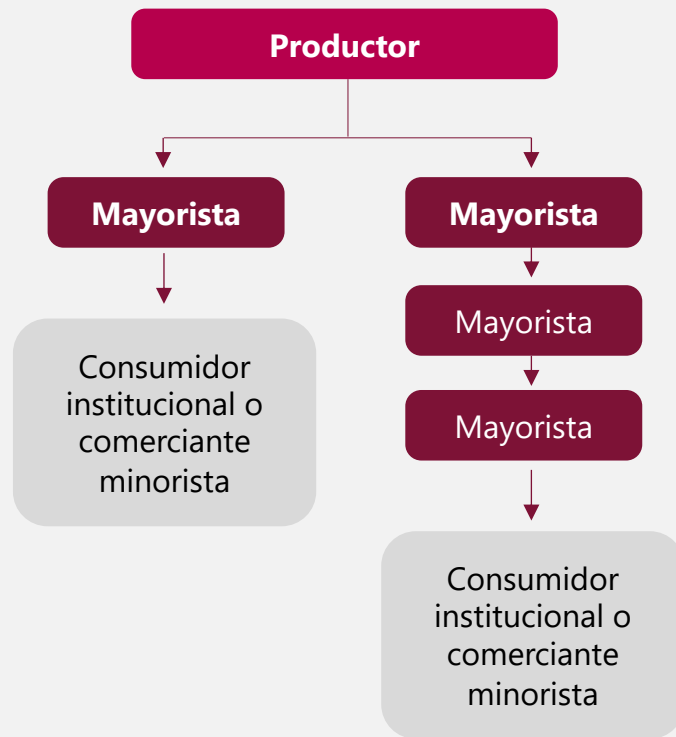 Productor
Mayorista
Mayorista
Consumidor
institucional o
comerciante
minorista
Mayorista
Mayorista
Consumidor
institucional o
comerciante
minorista